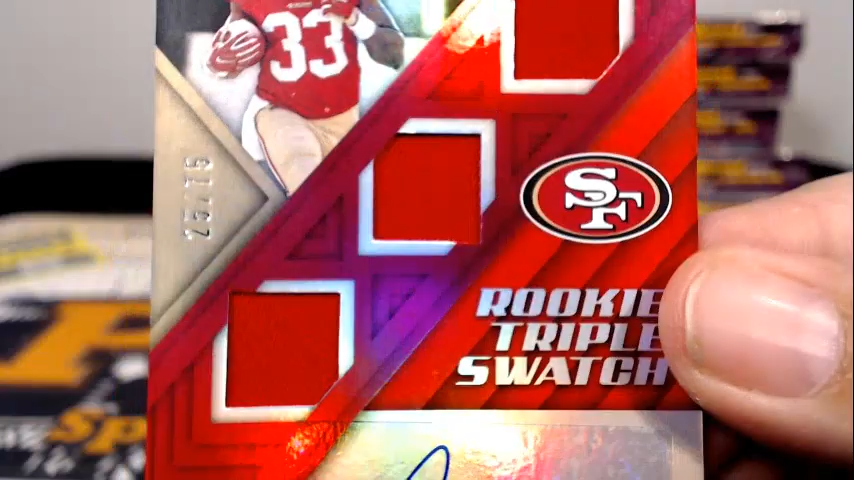 33
25/75
SF
ROOKIE
TRIPLE
SWATCH